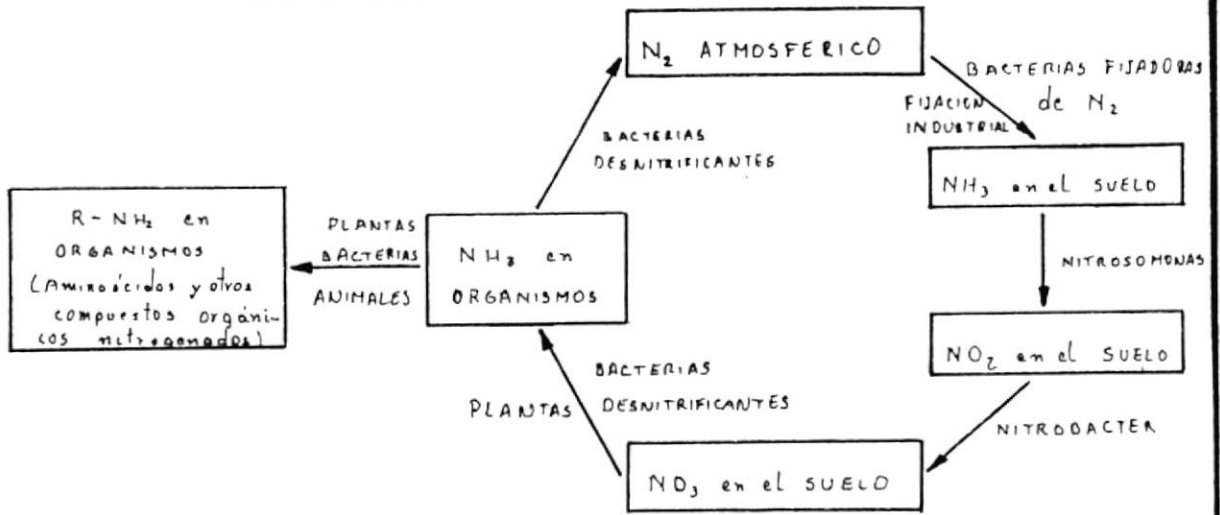 N₂ ATMOSFERICO
BACTERIAS FIJADORAS
de N₂
FIJACION
INDUSTRIAL
BACTERIAS
DESNITRIFICANTES
NH₃ en el SUELO
R-NH₂ en
ORGANISMOS
(Aminoácidos y otros
compuestos orgáni-
cos nitrogenados)
PLANTAS
BACTERIAS
ANIMALES
NH₃ en
ORGANISMOS
NITROSOMONAS
NO₂ en el SUELO
BACTERIAS
DESNITRIFICANTES
PLANTAS
NITROBACTER
NO₃ en el SUELO